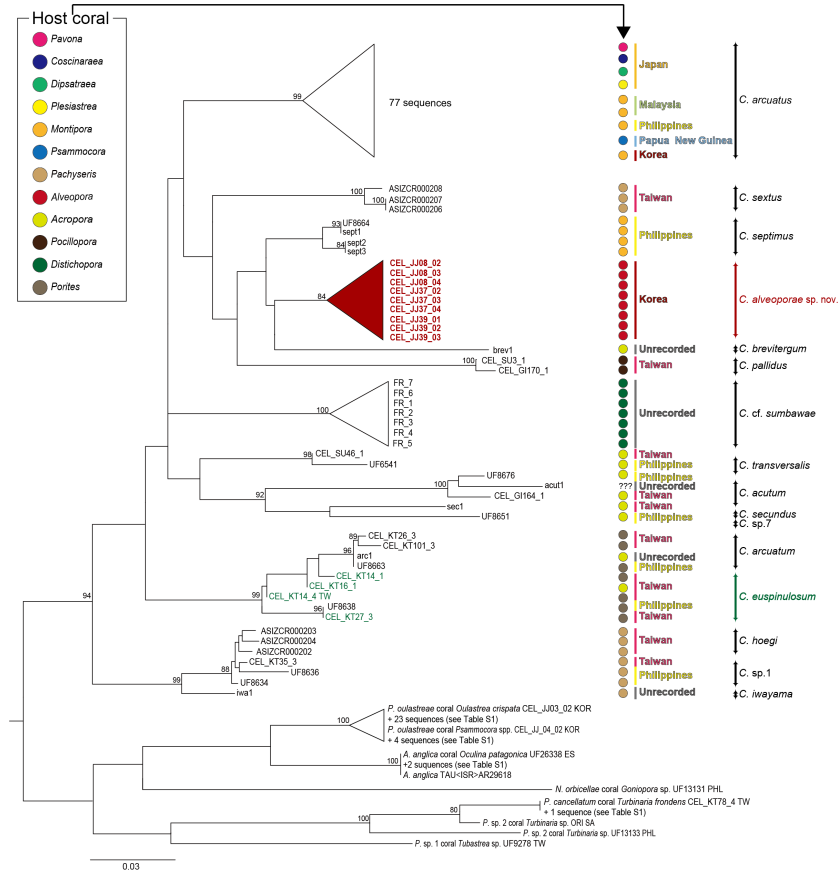 Host coral
Pavona
Coscinaraea
Dipsatraea
Plesiastrea
Montipora
Psammocora
Pachyseris
Alveopora
Acropora
Pocillopora
Distichopora
Porites
99
77 sequences
Japan
Malaysia
Philippines
Papua New Guinea
Korea
C. arcuatus
100
ASIZCR000208
100
ASIZCR000207
ASIZCR000206
Taiwan
C. sextus
93
UF8664
sept1
84
sept2
sept3
Philippines
C. septimus
84
CEL_JJ08_02
CEL_JJ08_03
CEL_JJ08_04
CEL_JJ37_02
CEL_JJ37_03
CEL_JJ37_04
CEL_JJ39_01
CEL_JJ39_02
CEL_JJ39_03
Korea
C. alveoporae sp. nov.
brev1
Unrecorded
C. brevitergum
100
CEL_SU3_1
CEL_GI170_1
Taiwan
C. pallidus
100
FR_7
FR_6
FR_1
FR_2
FR_3
FR_4
FR_5
Unrecorded
C. cf. sumbawae
98
CEL_SU46_1
UF6541
Taiwan
Philippines
Philippines
C. transversalis
92
100
UF8676
acut1
CEL_GI164_1
???
Unrecorded
Taiwan
C. acutum
sec1
UF8651
Taiwan
Philippines
C. secundus
C. sp.7
89
CEL_KT26_3
CEL_KT101_3
96
arc1
UF8663
Taiwan
Unrecorded
Philippines
C. arcuatum
99
CEL_KT14_1
CEL_KT16_1
CEL_KT14_4 TW
96
UF8638
CEL_KT27_3
Taiwan
Philippines
Taiwan
C. euspinulosum
94
ASIZCR000203
ASIZCR000204
ASIZCR000202
Taiwan
C. hoegi
88
CEL_KT35_3
UF8636
UF8634
Taiwan
Philippines
C. sp.1
99
iwa1
Unrecorded
C. iwayama
100
P. oulastreae coral Oulastrea crispata CEL_JJ03_02 KOR
+ 23 sequences (see Table S1)
P. oulastreae coral Psammocora spp. CEL_JJ_04_02 KOR
+ 4 sequences (see Table S1)
100
A. anglica coral Oculina patagonica UF26338 ES
+2 suquences (see Table S1)
A. anglica TAU<ISR>AR29618
N. orbicellae coral Goniopora sp. UF13131 PHL
P. cancellatum coral Turbinaria frondens CEL_KT78_4 TW
+ 1 sequence (see Table S1)
80
100
P. sp. 2 coral Turbinaria sp. ORI SA
P. sp. 2 coral Turbinaria sp. UF13133 PHL
P. sp. 1 coral Tubastrea sp. UF9278 TW
0.03